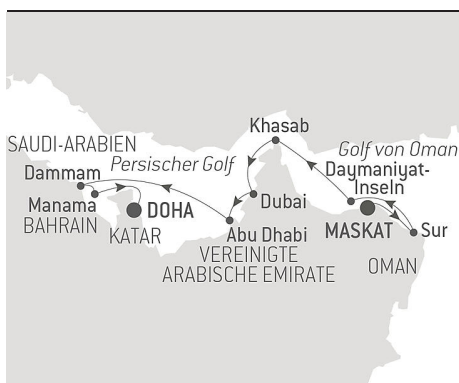 Khasab
SAUDI-ARABIEN
Golf von Oman
Persischer Golf
Daymaniyat-
Inseln
Dammam
Manama
BAHRAIN
DOHA
KATAR
Dubai
Abu Dhabi
VEREINIGTE
ARABISCHE EMIRATE
MASKAT
Sur
OMAN